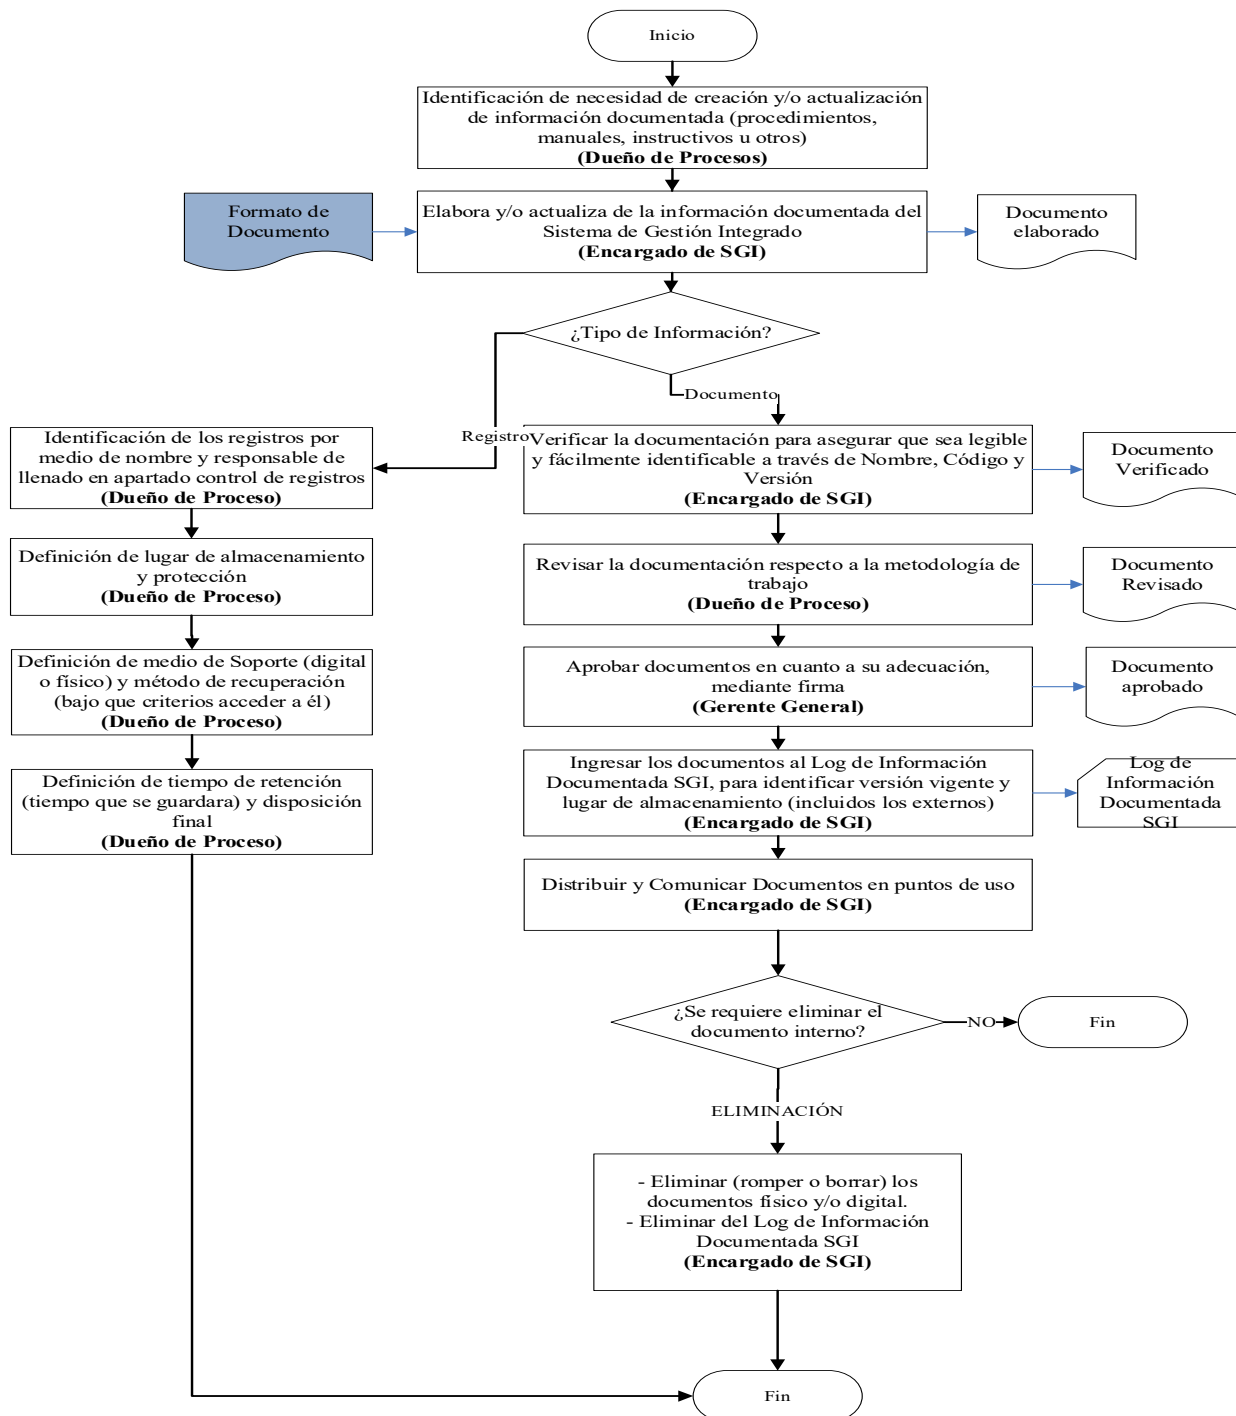 Inicio
Identificación de necesidad de creación y/o actualización
de información documentada (procedimientos,
manuales, instructivos u otros)
(Dueño de Procesos)
Formato de
Documento
Elabora y/o actualiza de la información documentada del
Sistema de Gestión Integrado
(Encargado de SGI)
Documento
elaborado
¿Tipo de Información?
Documento
Registro
Identificación de los registros por
medio de nombre y responsable de
llenado en apartado control de registros
(Dueño de Proceso)
Definición de lugar de almacenamiento
y protección
(Dueño de Proceso)
Definición de medio de Soporte (digital
o físico) y método de recuperación
(bajo que criterios acceder a él)
(Dueño de Proceso)
Definición de tiempo de retención
(tiempo que se guardara) y disposición
final
(Dueño de Proceso)
Verificar la documentación para asegurar que sea legible
y fácilmente identificable a través de Nombre, Código y
Versión
(Encargado de SGI)
Documento
Verificado
Revisar la documentación respecto a la metodología de
trabajo
(Dueño de Proceso)
Documento
Revisado
Aprobar documentos en cuanto a su adecuación,
mediante firma
(Gerente General)
Documento
aprobado
Ingresar los documentos al Log de Información
Documentada SGI, para identificar versión vigente y
lugar de almacenamiento (incluidos los externos)
(Encargado de SGI)
Log de
Información
Documentada
SGI
Distribuir y Comunicar Documentos en puntos de uso
(Encargado de SGI)
¿Se requiere eliminar el
documento interno?
NO
Fin
ELIMINACIÓN
- Eliminar (romper o borrar) los
documentos físico y/o digital.
- Eliminar del Log de Información
Documentada SGI
(Encargado de SGI)
Fin